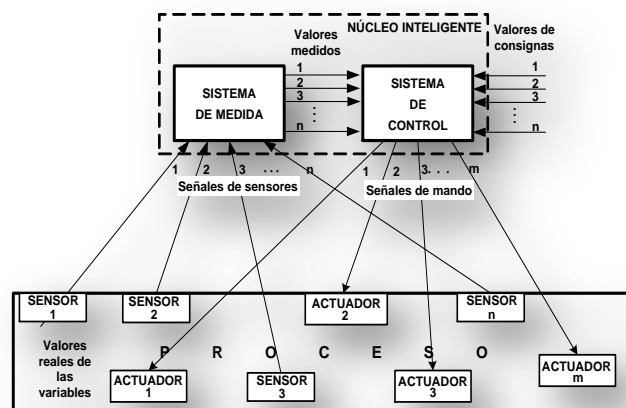 NÚCLEO INTELIGENTE
Valores
medidos
Valores de
consignas
SISTEMA
DE MEDIDA
1
2
3
n
SISTEMA
DE
CONTROL
1
2
3
n
1 2 3 ... n
Señales de sensores
1 2 3... m
Señales de mando
SENSOR
1
SENSOR
2
ACTUADOR
2
SENSOR
n
Valores
reales de
las
variables
P R O C E S O
ACTUADOR
1
SENSOR
3
ACTUADOR
3
ACTUADOR
m